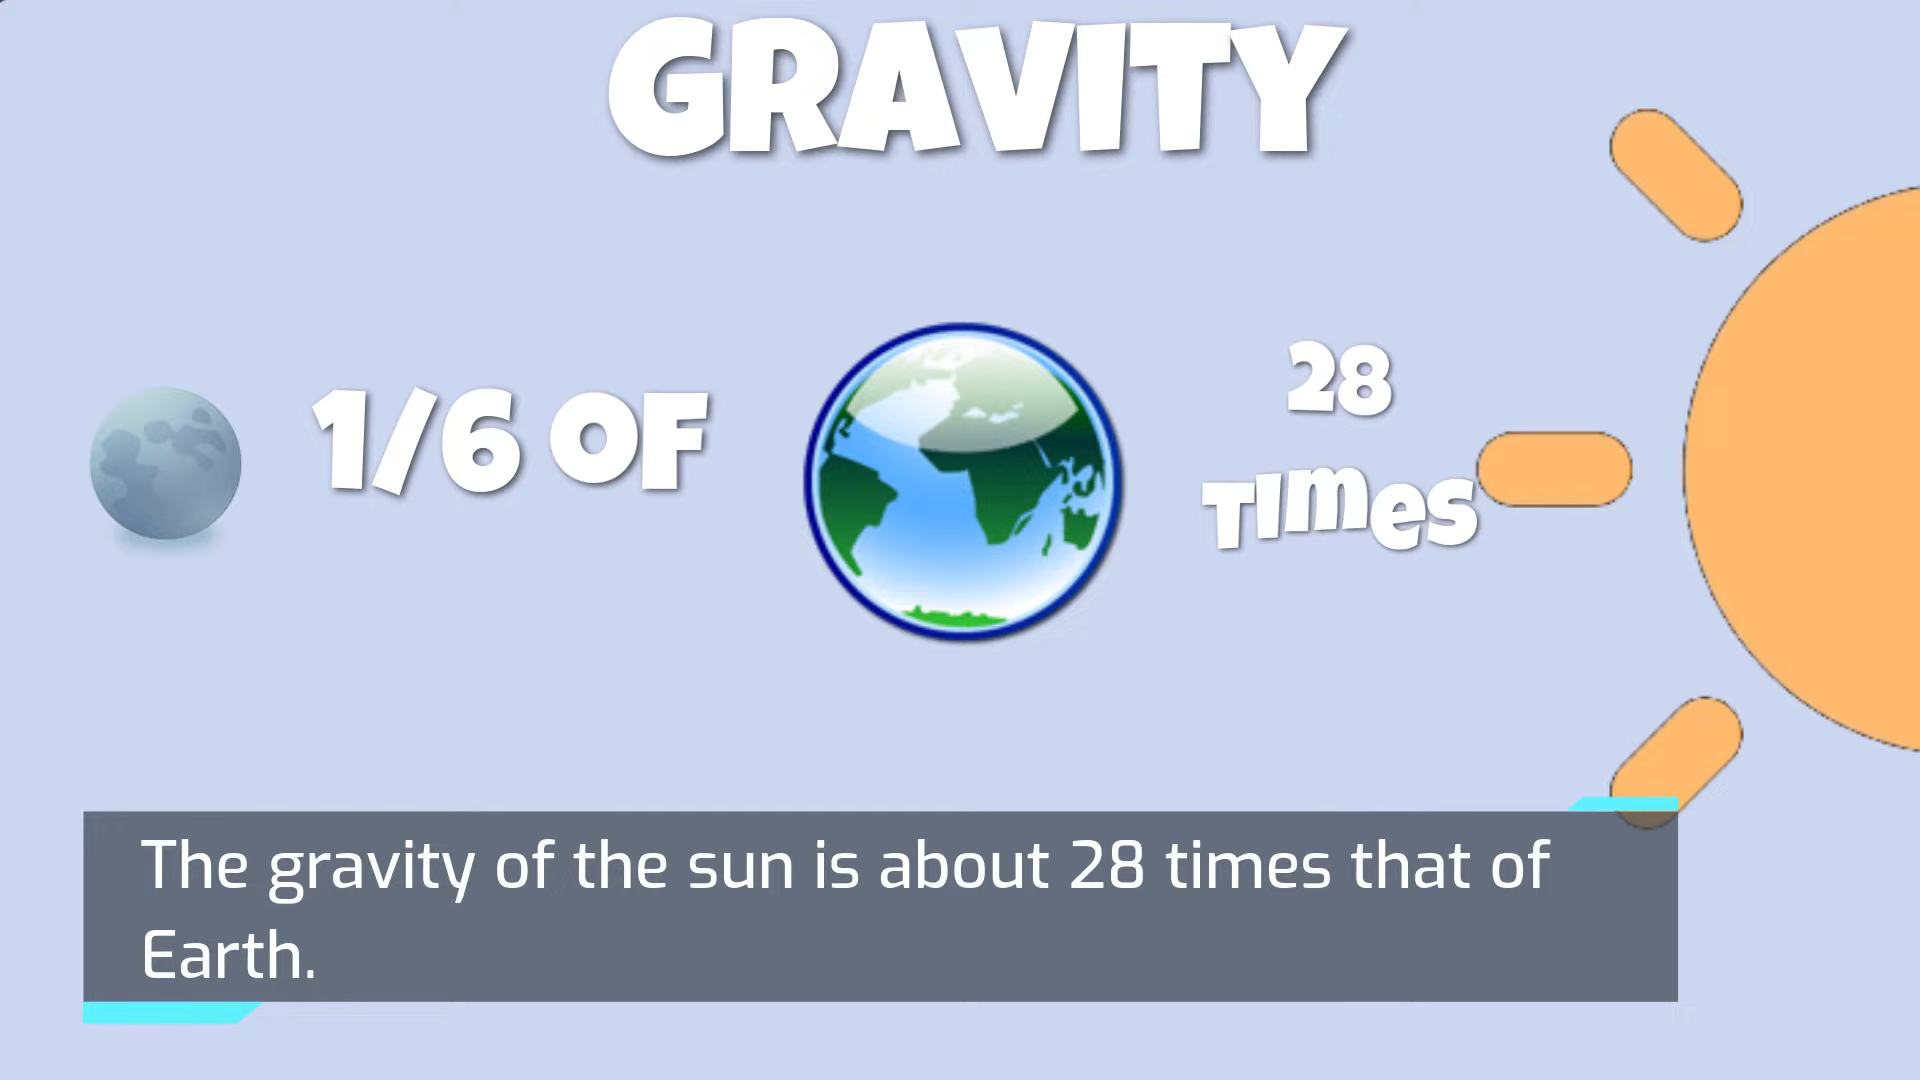 GRAVITY
1/6 OF
28
TIMES
The gravity of the sun is about 28 times that of
Earth.